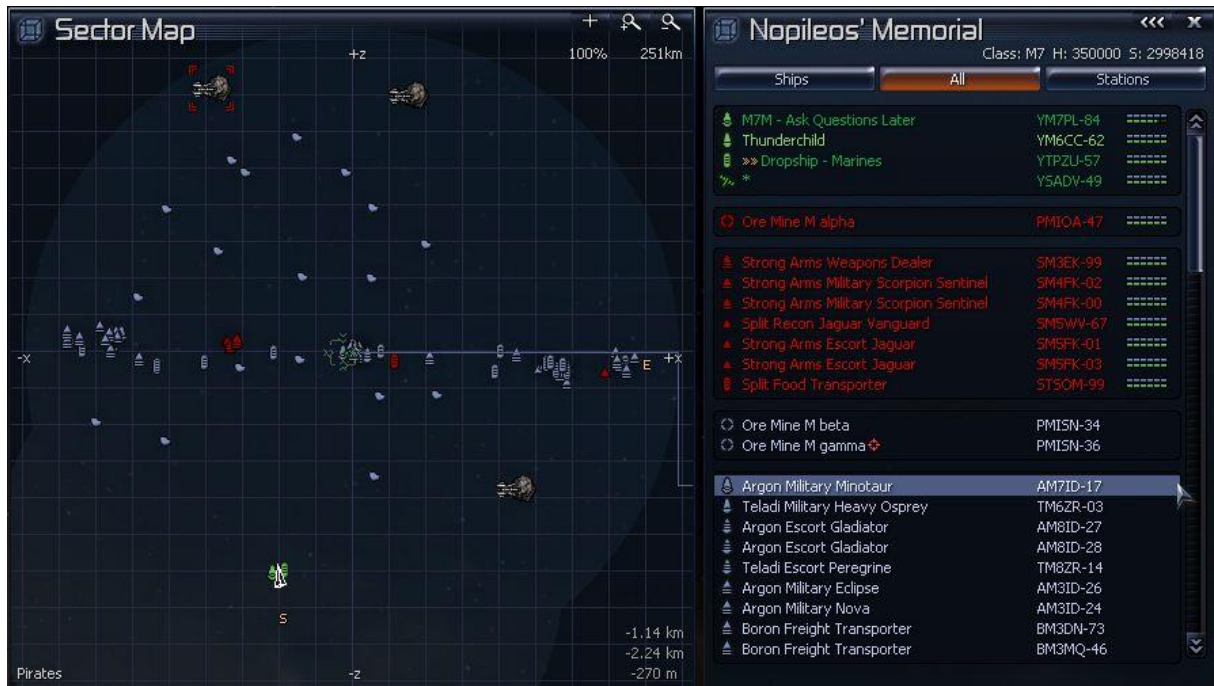 Sector Map
+z
100% 251km
-x
+x
E
S
-1.14 km
-2.24 km
-270 m
Pirates
-z
Nopileos' Memorial
<<< X
Class: M7 H: 350000 S: 2998418
Ships All Stations
M7M - Ask Questions Later YM7PL-84
Thunderchild YM6CC-62
»» Dropship - Marines YTPZU-57
* YSADV-49
Ore Mine M alpha PMIOA-47
Strong Arms Weapons Dealer SM3EK-99
Strong Arms Military Scorpion Sentinel SM4FK-02
Strong Arms Military Scorpion Sentinel SM4FK-00
Split Recon Jaguar Vanguard SM5WV-67
Strong Arms Escort Jaguar SM5FK-01
Strong Arms Escort Jaguar SM5FK-03
Split Food Transporter STSOM-99
Ore Mine M beta PMISN-34
Ore Mine M gamma PMISN-36
Argon Military Minotaur AM7ID-17
Teladi Military Heavy Osprey TM6ZR-03
Argon Escort Gladiator AM8ID-27
Argon Escort Gladiator AM8ID-28
Teladi Escort Peregrine TM8ZR-14
Argon Military Eclipse AM3ID-26
Argon Military Nova AM3ID-24
Boron Freight Transporter BM3DN-73
Boron Freight Transporter BM3MQ-46